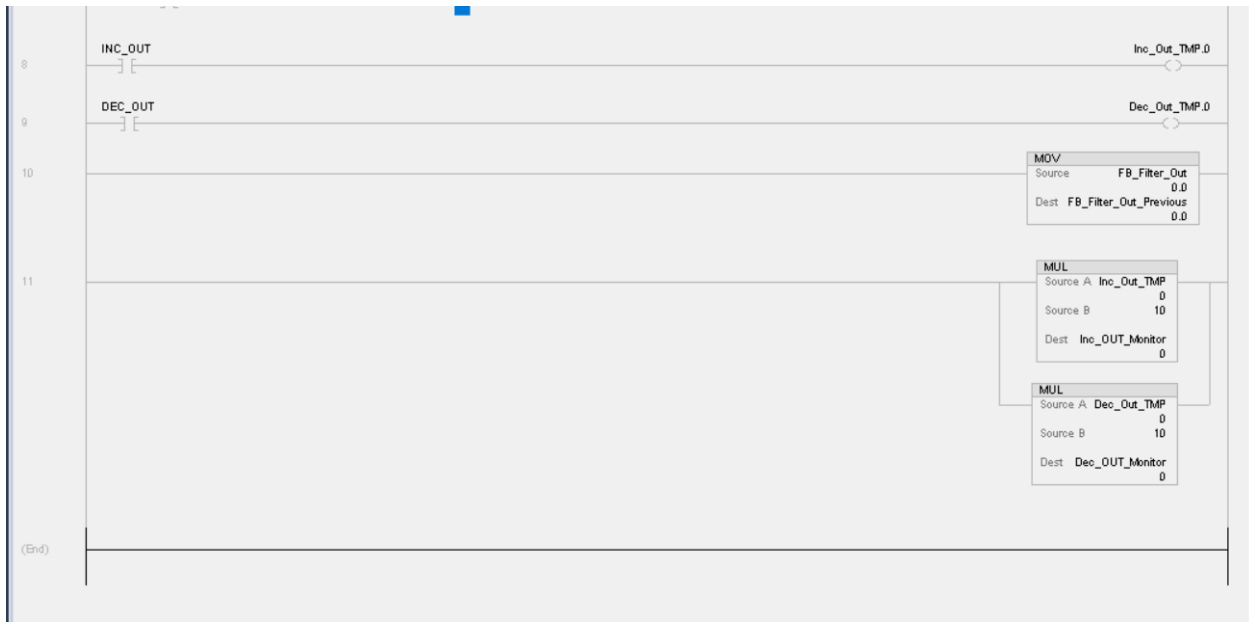 INC_OUT Inc_Out_TMP.0
8
DEC_OUT Dec_Out_TMP.0
9
MOV
10 Source FB_Filter_Out
0.0
Dest FB_Filter_Out_Previous
0.0
MUL
11 Source A Inc_Out_TMP
0
Source B 10
Dest Inc_OUT_Monitor
0
MUL
Source A Dec_Out_TMP
0
Source B 10
Dest Dec_OUT_Monitor
0
(End)